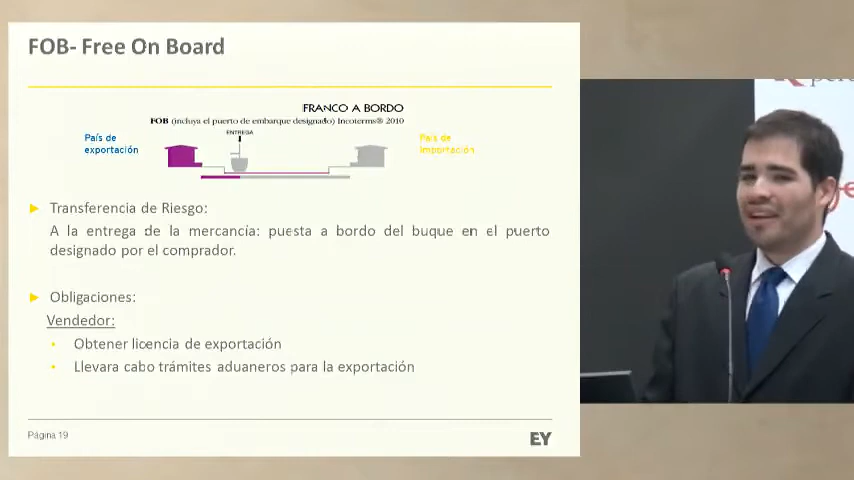 FOB- Free On Board
FRANCO A BORDO
FOB (incluya el puerto de embarque designado) Incoterms® 2010
ENTREGA
País de
exportación
País de
Importación
Transferencia de Riesgo:
A la entrega de la mercancía: puesta a bordo del buque en el puerto
designado por el comprador.
Obligaciones:
Vendedor:
Obtener licencia de exportación
Llevara cabo trámites aduaneros para la exportación
Página 19
EY